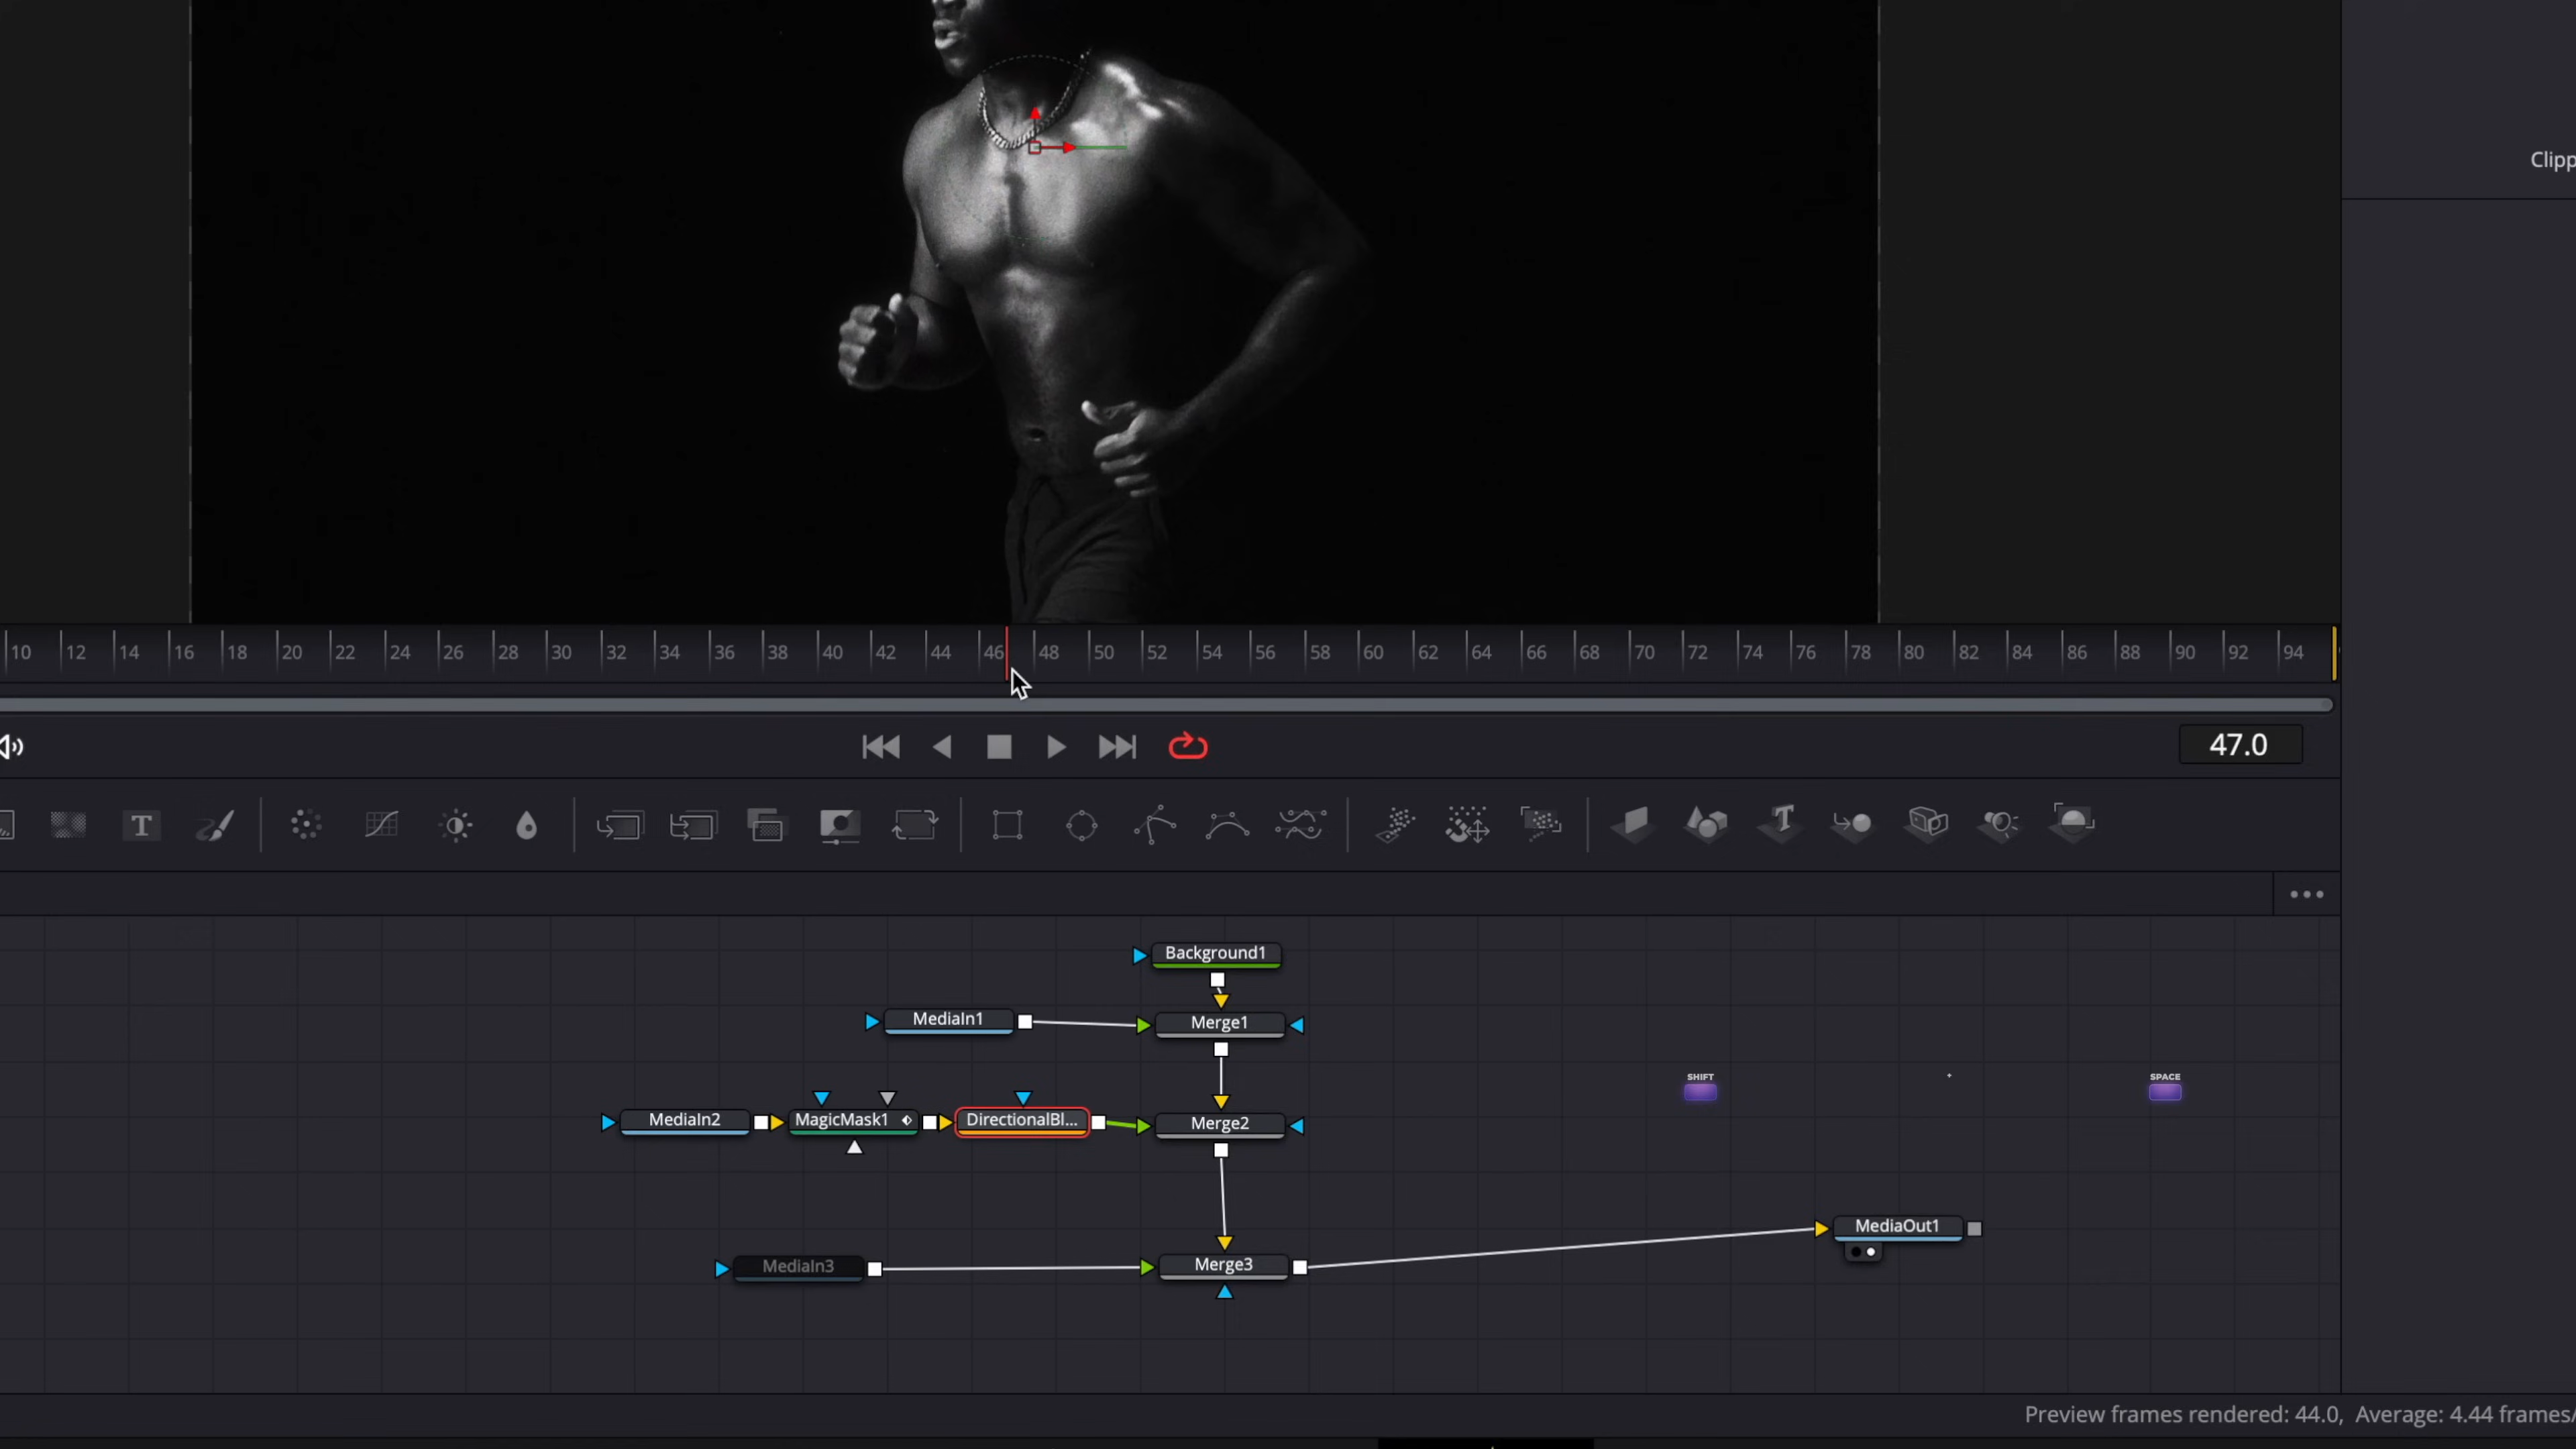 Clipp
10 12 14 16 18 20 22 24 26 28 30 32 34 36 38 40 42 44 46 48 50 52 54 56 58 60 62 64 66 68 70 72 74 76 78 80 82 84 86 88 90 92 94
47.0
T
T
Background1
MediaIn1
Merge1
SHIFT
SPACE
MediaIn2
MagicMask1
DirectionalBl...
Merge2
MediaOut1
MediaIn3
Merge3
Preview frames rendered: 44.0, Average: 4.44 frames/